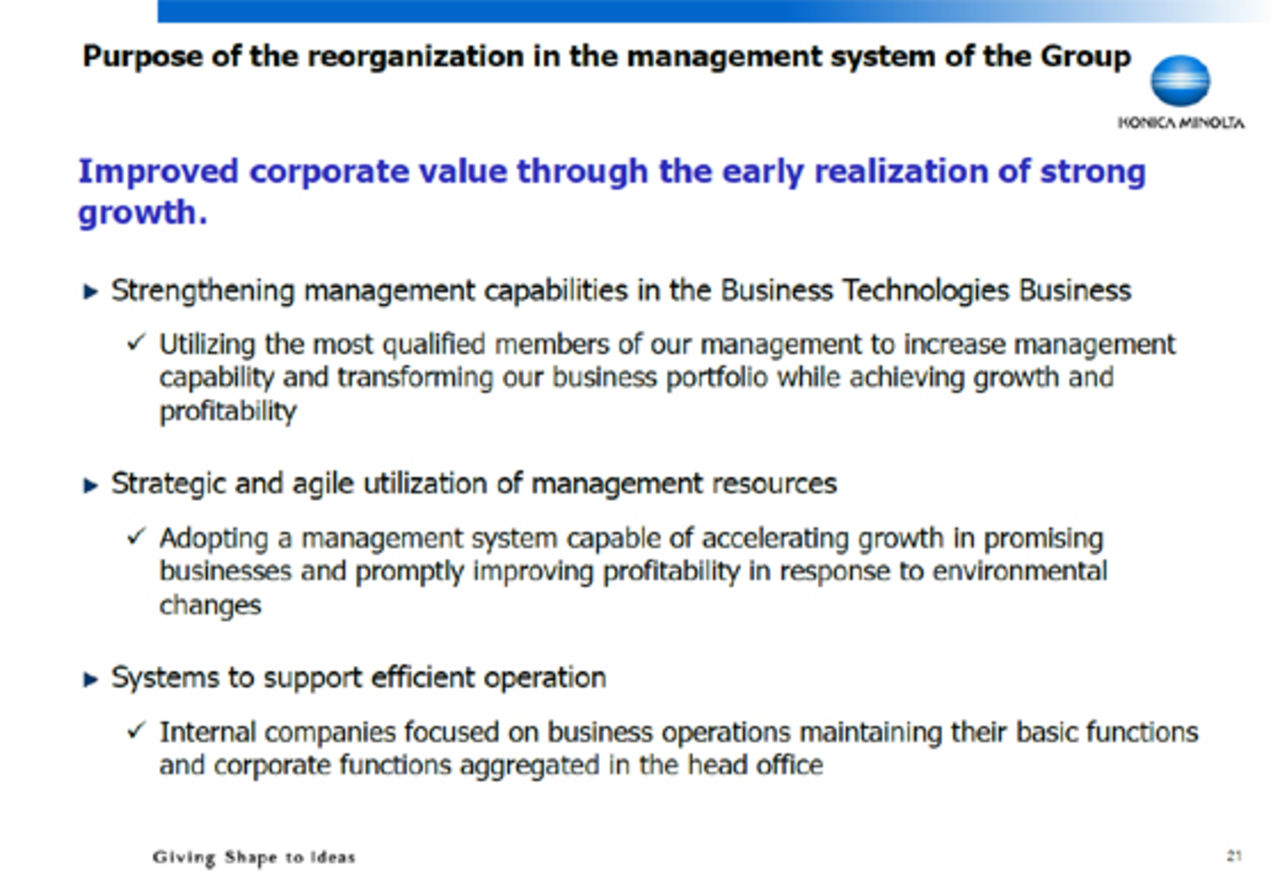 Purpose of the reorganization in the management system of the Group
KONICA MINOLTA
Improved corporate value through the early realization of strong
growth.
► Strengthening management capabilities in the Business Technologies Business
✓ Utilizing the most qualified members of our management to increase management
capability and transforming our business portfolio while achieving growth and
profitability
► Strategic and agile utilization of management resources
✓ Adopting a management system capable of accelerating growth in promising
businesses and promptly improving profitability in response to environmental
changes
► Systems to support efficient operation
✓ Internal companies focused on business operations maintaining their basic functions
and corporate functions aggregated in the head office
Giving Shape to Ideas
21